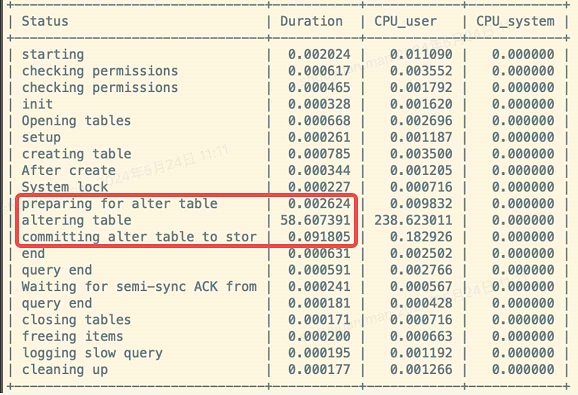 | Status | Duration | CPU_user | CPU_system |
| starting | 0.002024 | 0.011090 | 0.000000 |
| checking permissions | 0.000617 | 0.003552 | 0.000000 |
| checking permissions | 0.000465 | 0.001792 | 0.000000 |
| init | 0.000328 | 0.001620 | 0.000000 |
| Opening tables | 0.000668 | 0.002696 | 0.000000 |
| setup | 0.000261 | 0.001187 | 0.000000 |
| creating table | 0.000785 | 0.003500 | 0.000000 |
| After create | 0.000344 | 0.001205 | 0.000000 |
| System lock | 0.000227 | 0.000716 | 0.000000 |
| preparing for alter table | 0.002624 | 0.009832 | 0.000000 |
| altering table | 58.607391 | 238.623011 | 0.000000 |
| committing alter table to stor | 0.091805 | 0.182926 | 0.000000 |
| end | 0.000631 | 0.002502 | 0.000000 |
| query end | 0.000591 | 0.002766 | 0.000000 |
| Waiting for semi-sync ACK from | 0.000241 | 0.000567 | 0.000000 |
| query end | 0.000181 | 0.000428 | 0.000000 |
| closing tables | 0.000171 | 0.000716 | 0.000000 |
| freeing items | 0.000200 | 0.000663 | 0.000000 |
| logging slow query | 0.000195 | 0.001192 | 0.000000 |
| cleaning up | 0.000177 | 0.001266 | 0.000000 |